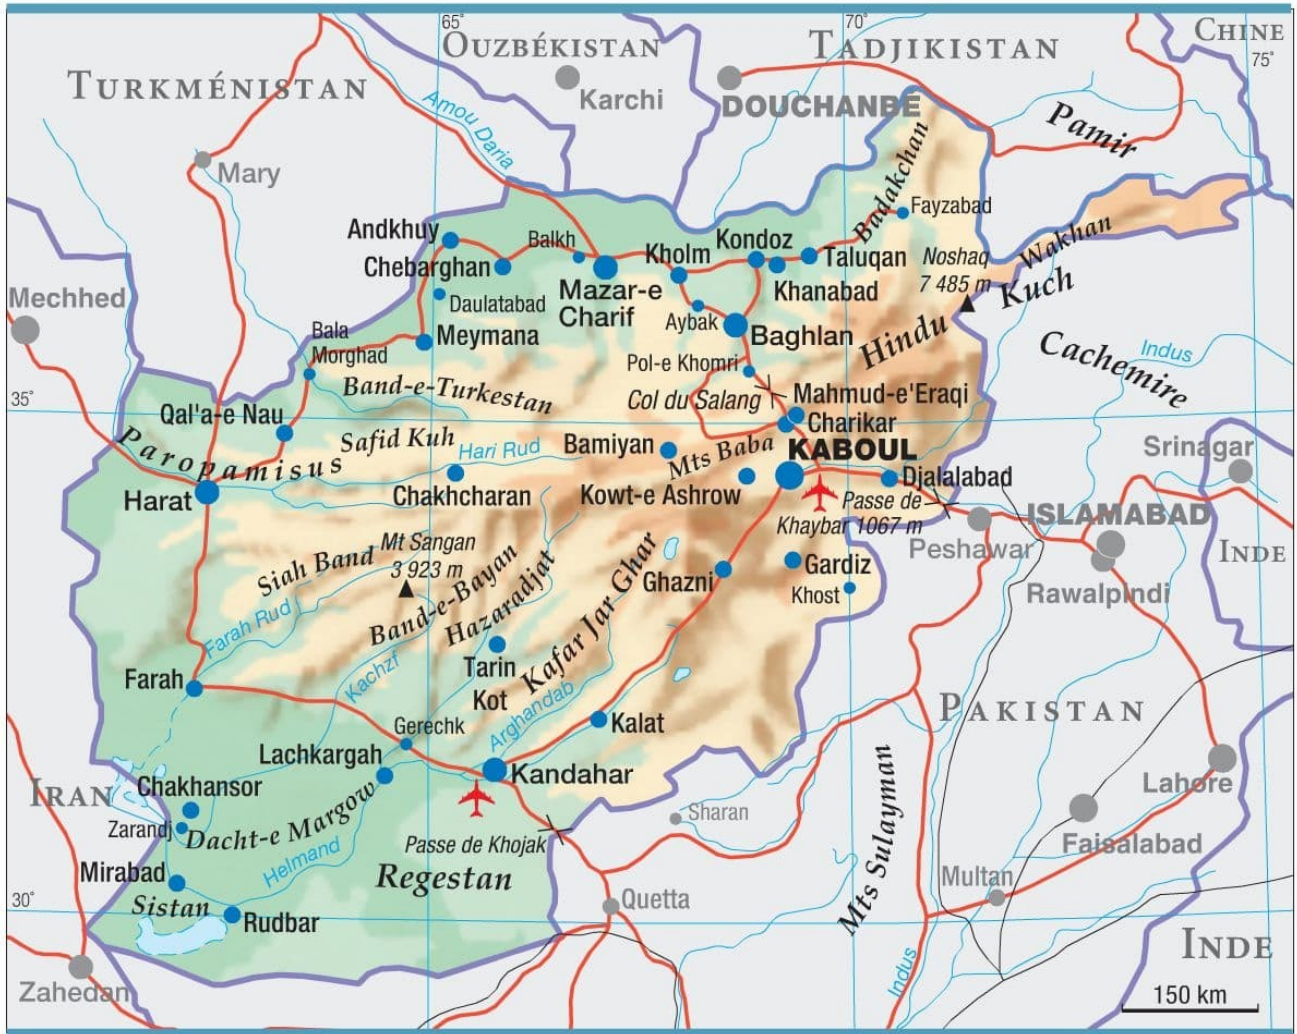 65°
70°
75°
CHINE
OUZBÉKISTAN
TADJIKISTAN
TURKMÉNISTAN
Karchi
DOUCHANBE
Amou Daria
Pamir
Mary
Badakchan
Fayzabad
Andkhuy
Balkh
Kholm
Kondoz
Taluqan
Wakhan
Noshaq
7 485 m
Chebarghan
Khanabad
Kuch
Mechhed
Daulatabad
Mazar-e
Charif
Aybak
Baghlan
Hindu
Bala
Morghad
Meymana
Pol-e Khomri
Cachemire
Indus
Band-e-Turkestan
Col du Salang
Mahmud-e'Eraqi
35°
Qal'a-e Nau
Charikar
Paropamisus
Safid Kuh
Hari Rud
Bamiyan
Mts Baba
KABOUL
Srinagar
Harat
Chakhcharan
Kowt-e Ashrow
Djalalabad
Passe de
Khaybar 1067 m
ISLAMABAD
Peshawar
INDE
Siah Band
Mt Sangan
3 923 m
Band-e-Bayan
Hazaradjat
Kafar Jar Ghar
Ghazni
Gardiz
Khost
Rawalpindi
Farah Rud
Farah
Kachzf
Tarin
Kot
Arghandab
Kalat
PAKISTAN
Gerechk
Lachkargah
Kandahar
IRAN
Chakhansor
Zarandj
Dacht-e Margow
Passe de Khojak
Sharan
Mts Sulayman
Lahore
Faisalabad
Mirabad
Helmand
Regestan
Multan
30°
Sistan
Rudbar
Quetta
INDE
Indus
Zahedan
150 km